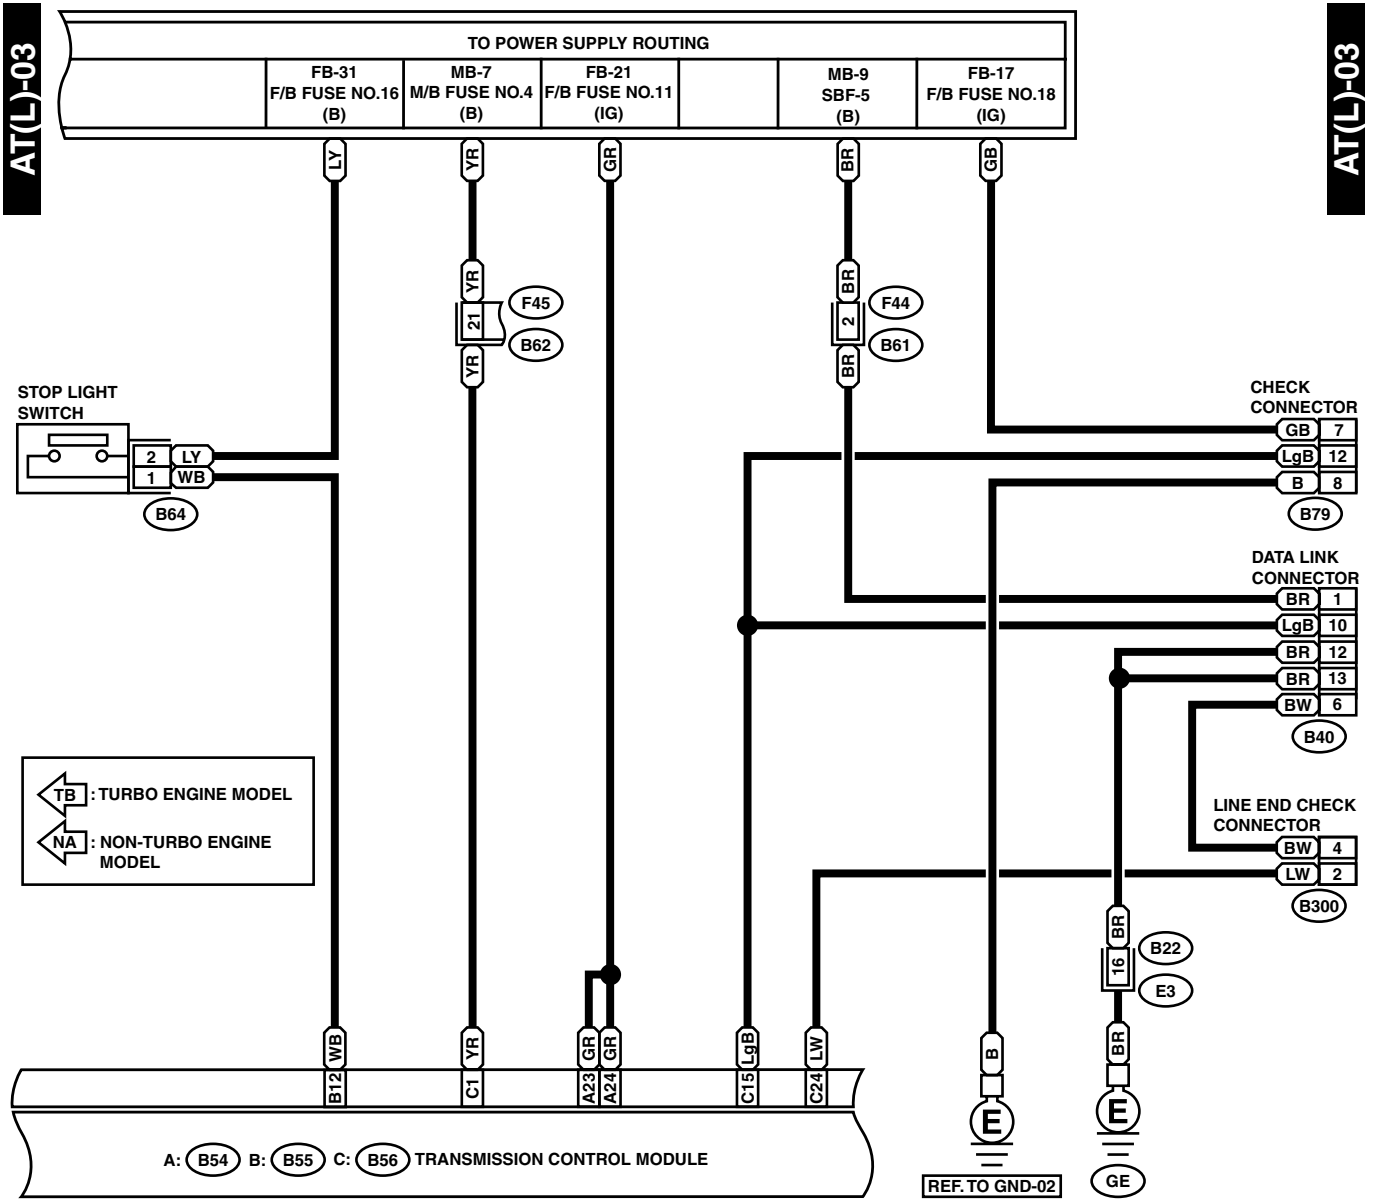 AT(L)-03
AT(L)-03
TO POWER SUPPLY ROUTING
FB-31
F/B FUSE NO.16
(B)
MB-7
M/B FUSE NO.4
(B)
FB-21
F/B FUSE NO.11
(IG)
MB-9
SBF-5
(B)
FB-17
F/B FUSE NO.18
(IG)
LY
YR
GR
BR
GB
YR
21
YR
F45
B62
BR
2
BR
F44
B61
STOP LIGHT
SWITCH
2 LY
1 WB
B64
CHECK
CONNECTOR
GB 7
LgB 12
B 8
B79
DATA LINK
CONNECTOR
BR 1
LgB 10
BR 12
BR 13
BW 6
B40
TB : TURBO ENGINE MODEL
NA : NON-TURBO ENGINE
MODEL
LINE END CHECK
CONNECTOR
BW 4
LW 2
B300
BR
16
B22
E3
BR
WB
B12
YR
C1
GR
A23
GR
A24
LgB
C15
LW
C24
B
E
REF. TO GND-02
E
GE
A: B54 B: B55 C: B56 TRANSMISSION CONTROL MODULE